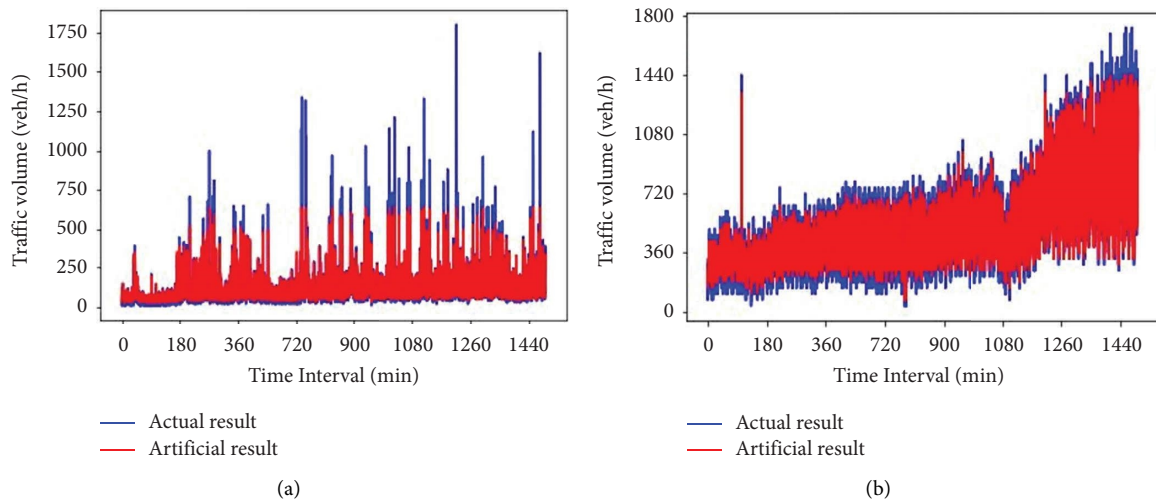 Traffic volume (veh/h)
1750
1500
1250
1000
750
500
250
0
0 180 360 540 720 900 1080 1260 1440
Time Interval (min)
Actual result
Artificial result
(a)
Traffic volume (veh/h)
1800
1440
1080
720
360
0
0 180 360 720 900 1080 1260 1440
Time Interval (min)
Actual result
Artificial result
(b)